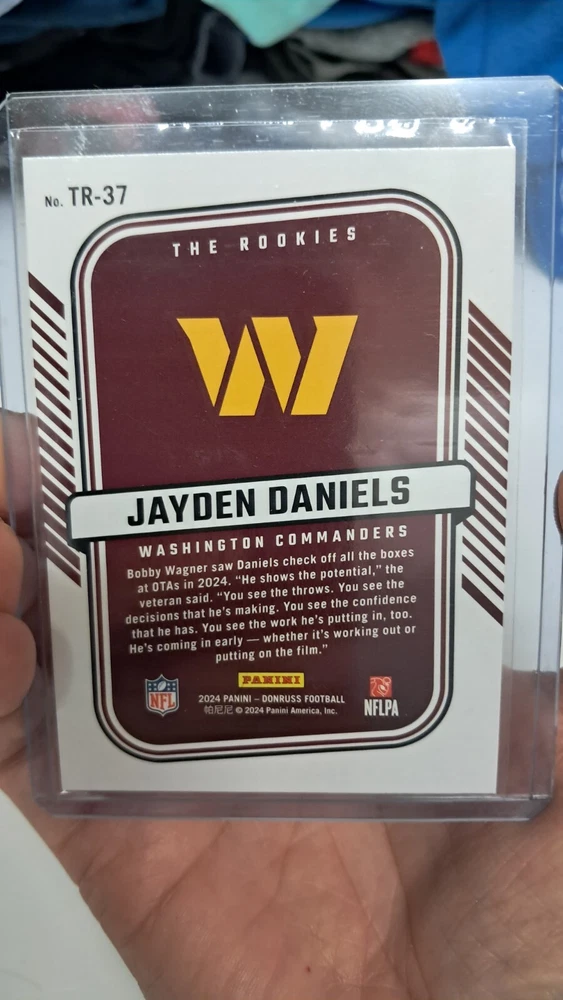 No. TR-37
THE ROOKIES
W
JAYDEN DANIELS
WASHINGTON COMMANDERS
Bobby Wagner saw Daniels check off all the boxes
at OTAs in 2024. “He shows the potential,” the
veteran said. “You see the throws. You see the
decisions that he’s making. You see the confidence
that he has. You see the work he’s putting in, too.
He’s coming in early — whether it’s working out or
putting on the film.”
PANINI
NFL
2024 PANINI – DONRUSS FOOTBALL
帕尼尼 © 2024 Panini America, Inc.
NFLPA